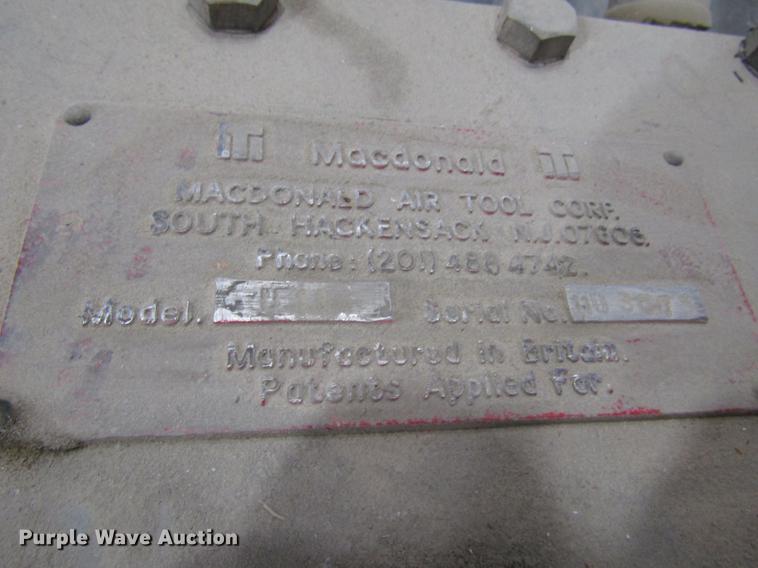 Macdonald
MACDONALD AIR TOOL CORP.
SOUTH HACKENSACK N.J.07606.
Phone: (201) 488 4742.
Model.
Serial No.
Manufactured in Britain.
Patents Applied For.
Purple Wave Auction®